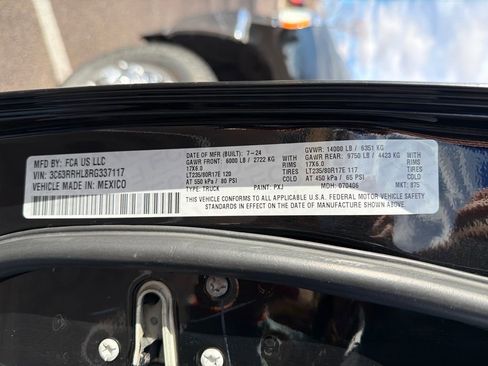 MFD BY: FCA US LLC
VIN: 3C63RRHL8RG337117
VEHICLE MADE IN: MEXICO
DATE OF MFR (BUILT): 7-24
GAWR FRONT: 6000 LB / 2722 KG WITH
17X6.0 RIMS
LT235/80R17E 120 TIRES
AT 550 kPa / 80 PSI COLD
TYPE: TRUCK PAINT: PXJ
GVWR: 14000 LB / 6351 KG
GAWR REAR: 9750 LB / 4423 KG WITH
17X6.0 RIMS
LT235/80R17E 117 TIRES
AT 450 kPa / 65 PSI COLD
MDH: 070406 MKT: 875
THIS VEHICLE CONFORMS TO ALL APPLICABLE U.S.A. FEDERAL MOTOR VEHICLE SAFETY
STANDARDS IN EFFECT ON THE DATE OF MANUFACTURE SHOWN ABOVE